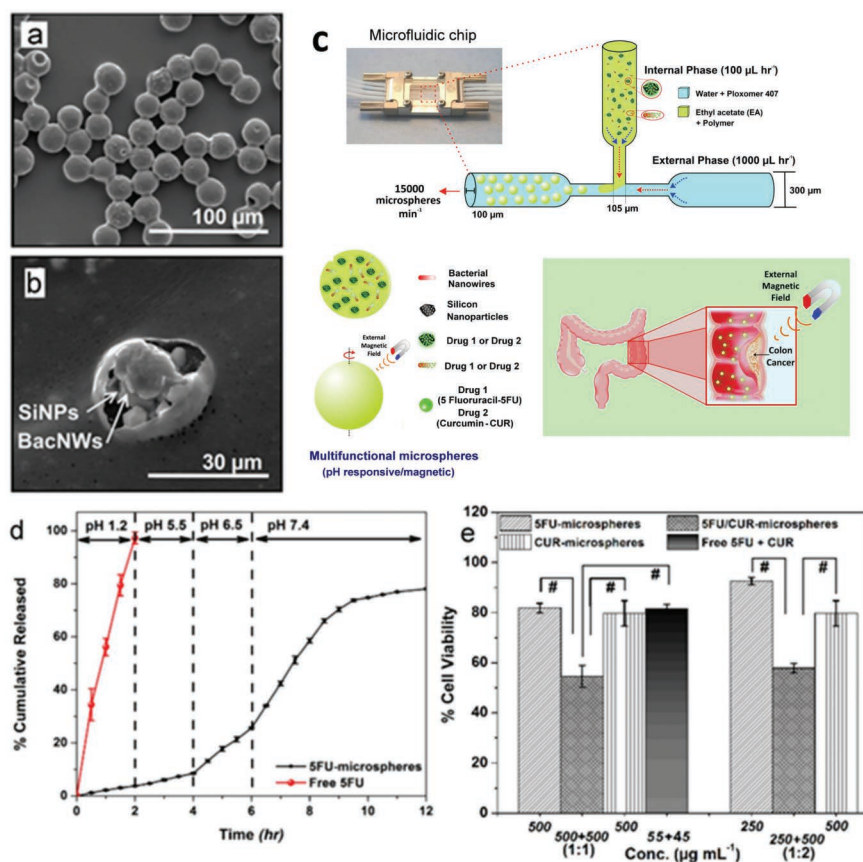 a
100 µm
b
SiNPs
BacNWs
30 µm
c
Microfluidic chip
Internal Phase (100 µL hr⁻)
Water + Ploxomer 407
Ethyl acetate (EA)
+ Polymer
External Phase (1000 µL hr⁻)
15000
microspheres
min⁻¹
100 µm
105 µm
300 µm
Bacterial
Nanowires
Silicon
Nanoparticles
Drug 1 or Drug 2
Drug 1 or Drug 2
Drug 1
(5 Fluoruracil-5FU)
Drug 2
(Curcumin-CUR)
External
Magnetic
Field
Multifunctional microspheres
(pH responsive/magnetic)
External
Magnetic
Field
Colon
Cancer
d
pH 1.2
pH 5.5
pH 6.5
pH 7.4
% Cumulative Released
100
80
60
40
20
0
5FU-microspheres
Free 5FU
0 2 4 6 8 10 12
Time (hr)
e
5FU-microspheres
5FU/CUR-microspheres
CUR-microspheres
Free 5FU + CUR
% Cell Viability
120
100
80
60
40
20
0
# # # # #
500 500+500 500 55+45 250 250+500 500
(1:1) (1:2)
Conc. (µg mL⁻¹)